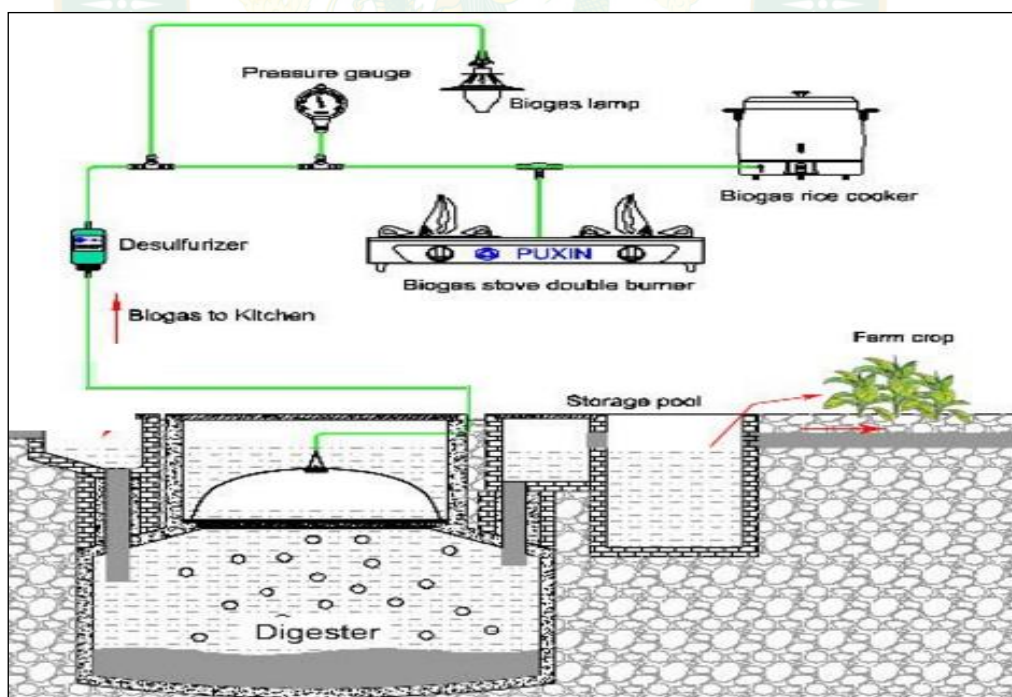 Pressure gauge
Biogas lamp
Biogas rice cooker
Desulfurizer
PUXIN
Biogas stove double burner
Biogas to Kitchen
Farm crop
Storage pool
Digester